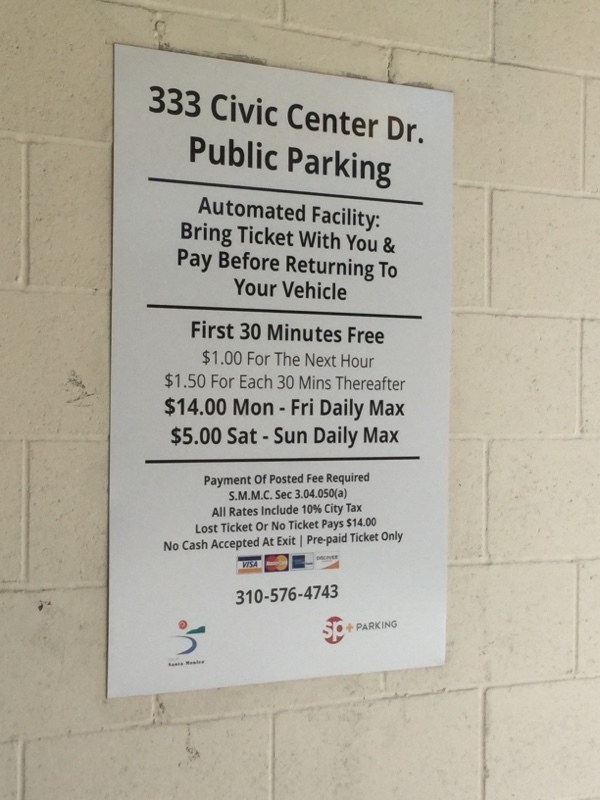 333 Civic Center Dr.
Public Parking
Automated Facility:
Bring Ticket With You &
Pay Before Returning To
Your Vehicle
First 30 Minutes Free
$1.00 For The Next Hour
$1.50 For Each 30 Mins Thereafter
$14.00 Mon - Fri Daily Max
$5.00 Sat - Sun Daily Max
Payment Of Posted Fee Required
S.M.M.C. Sec 3.04.050(a)
All Rates Include 10% City Tax
Lost Ticket Or No Ticket Pays $14.00
No Cash Accepted At Exit | Pre-paid Ticket Only
VISA MasterCard DISCOVER
310-576-4743
Santa Monica
sp+ PARKING